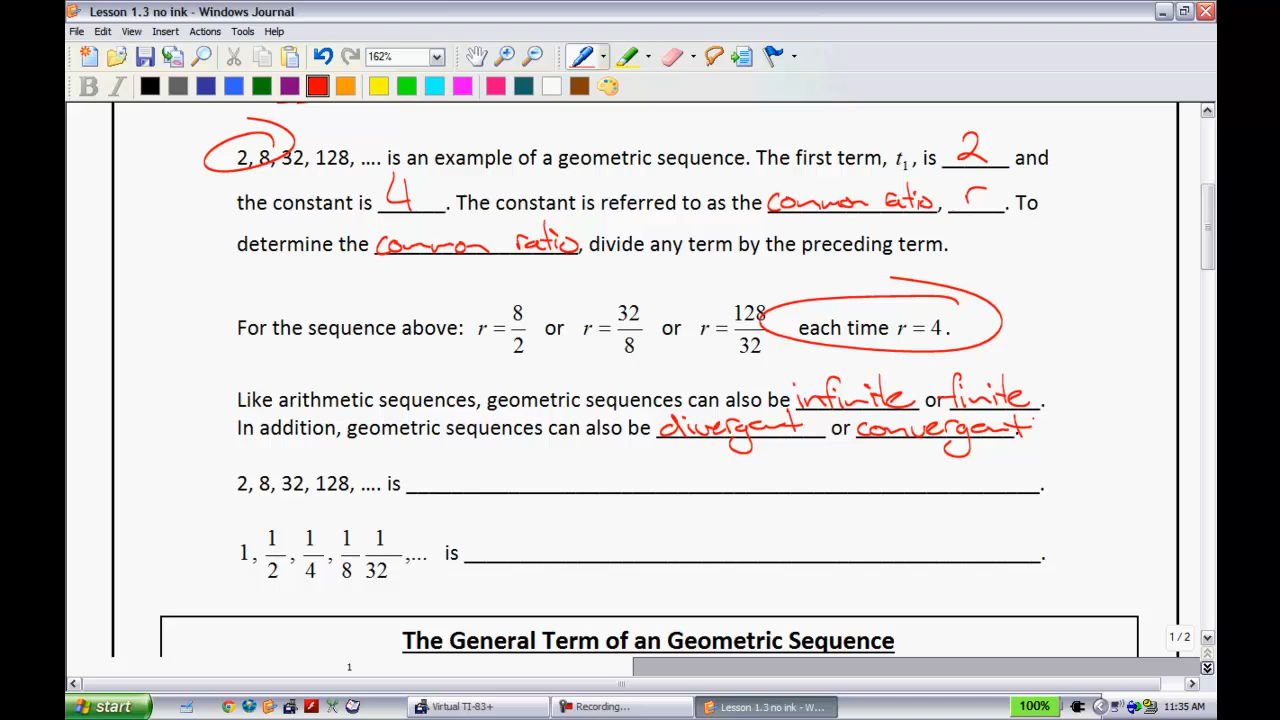 Lesson 1.3 no ink - Windows Journal
File Edit View Insert Actions Tools Help
162%
B I
2, 8, 32, 128, .... is an example of a geometric sequence. The first term, t₁, is 2 and
the constant is 4. The constant is referred to as the common ratio, r. To
determine the common ratio, divide any term by the preceding term.
For the sequence above: r = 8/2 or r = 32/8 or r = 128/32 each time r = 4.
Like arithmetic sequences, geometric sequences can also be infinite or finite.
In addition, geometric sequences can also be divergent or convergent.
2, 8, 32, 128, .... is ______.
1, 1/2, 1/4, 1/8 1/32 ,... is ______.
The General Term of an Geometric Sequence
1 / 2
1
start Virtual TI-83+ Recording... Lesson 1.3 no ink - W... 100% 11:35 AM